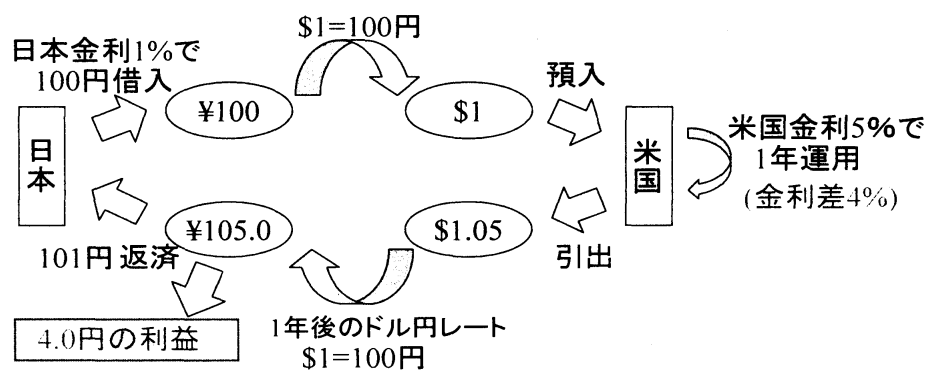 $1=100円
日本金利1%で
100円借入
¥100
$1
預入
日本
米国
米国金利5%で
1年運用
(金利差4%)
¥105.0
$1.05
101円返済
引出
4.0円の利益
1年後のドル円レート
$1=100円